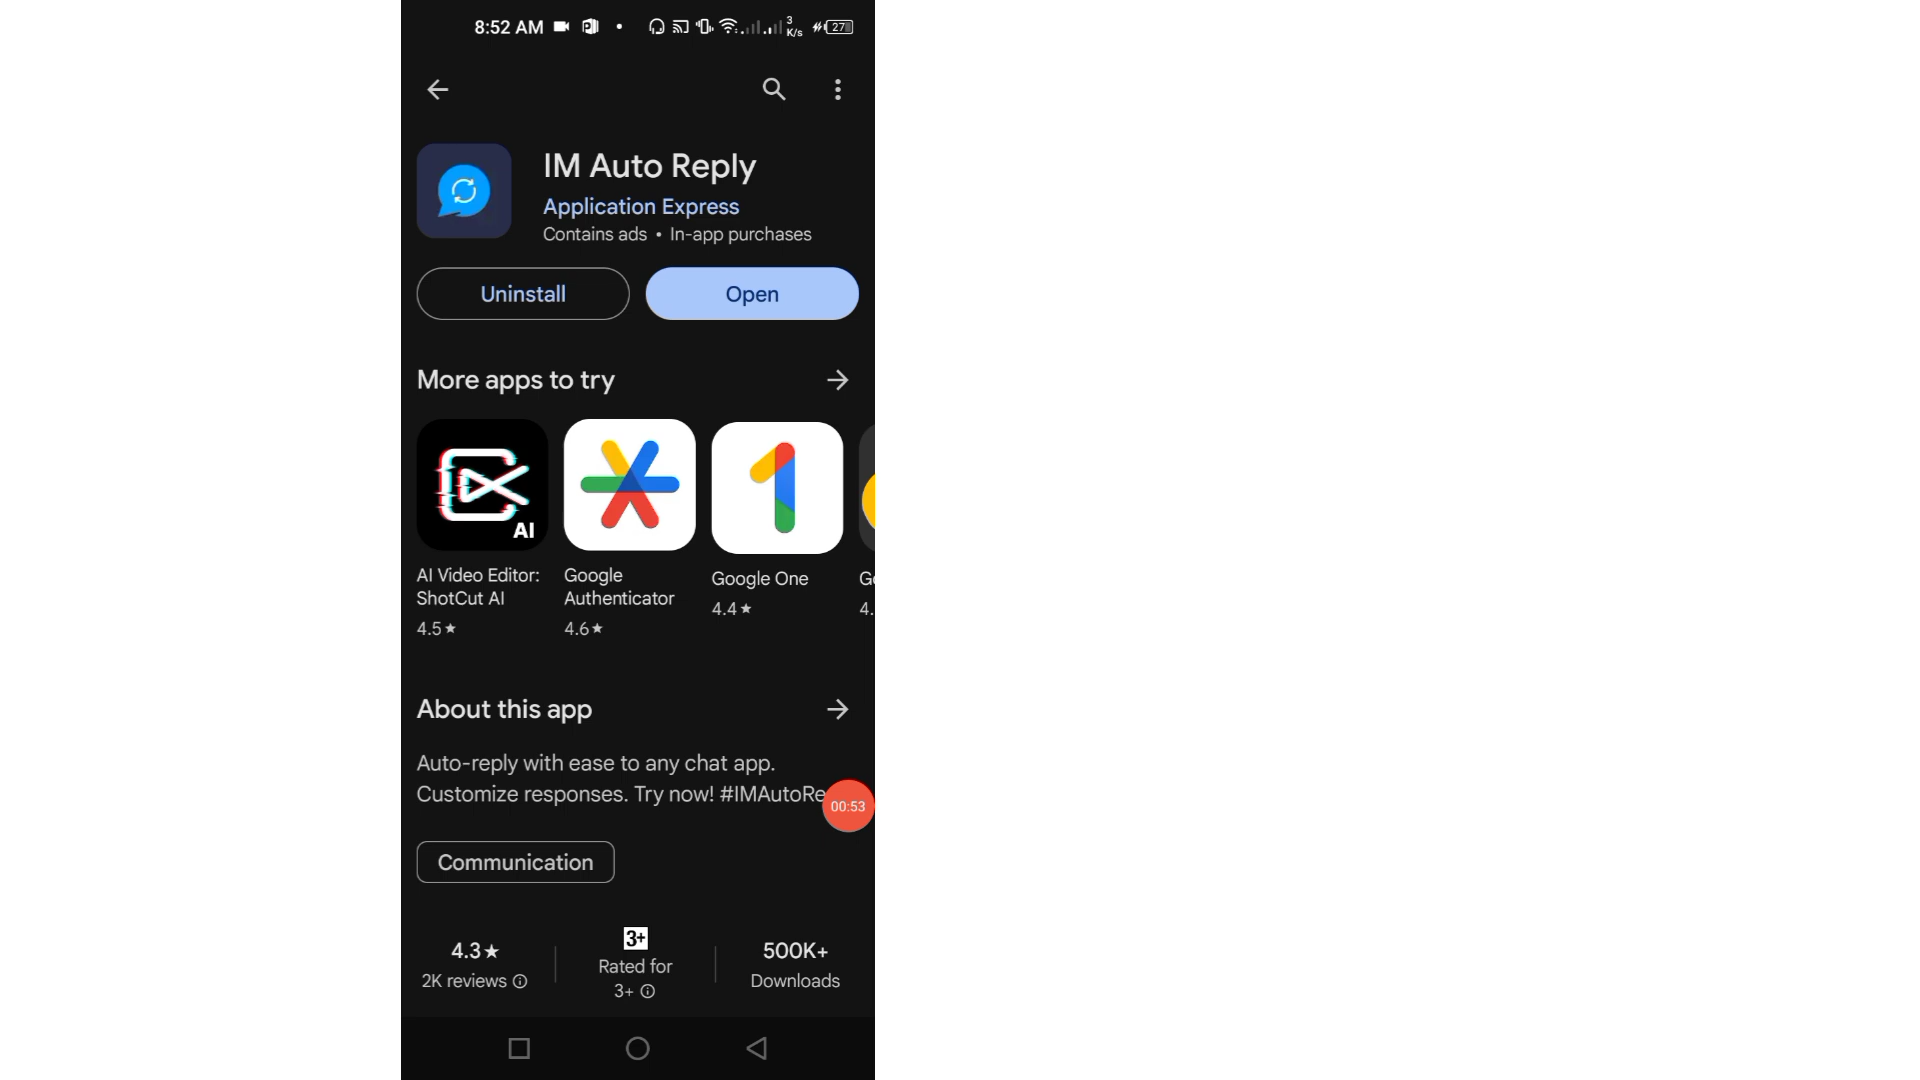 8:52 AM
3
K/s
27
IM Auto Reply
Application Express
Contains ads • In-app purchases
Uninstall
Open
More apps to try
AI
AI Video Editor:
ShotCut AI
4.5★
Google
Authenticator
4.6★
Google One
4.4★
4.
About this app
Auto-reply with ease to any chat app.
Customize responses. Try now! #IMAutoRe
00:53
Communication
4.3★
2K reviews
3+
Rated for
3+
500K+
Downloads